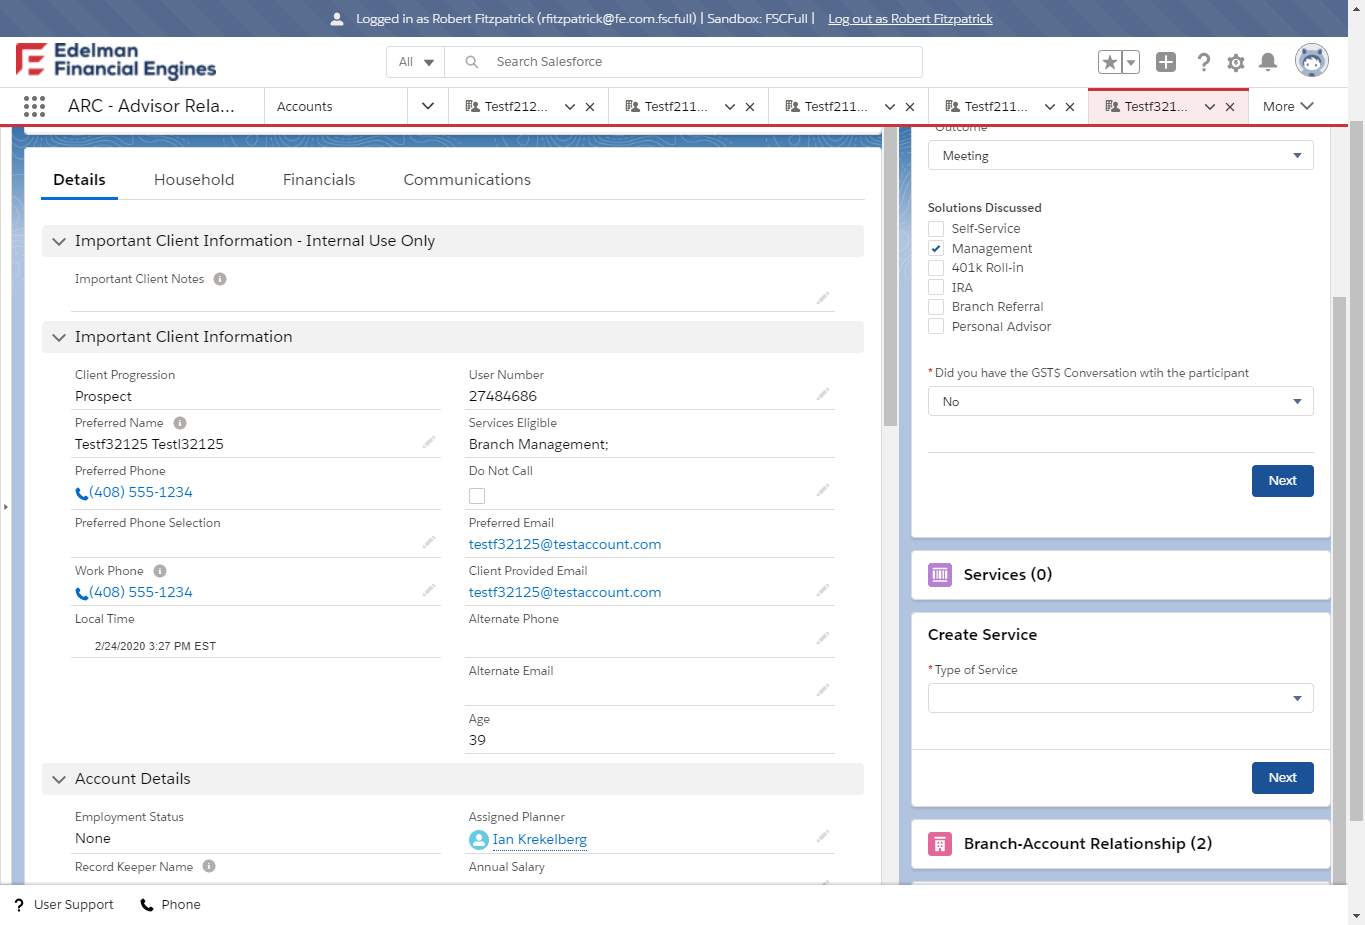 Logged in as Robert Fitzpatrick (rfitzpatrick@fe.com.fscfull) | Sandbox: FSCFull | Log out as Robert Fitzpatrick
Edelman
Financial Engines
All
Search Salesforce
ARC - Advisor Rela...
Accounts
Testf212...
Testf211...
Testf211...
Testf211...
Testf321...
More
Details
Household
Financials
Communications
Important Client Information - Internal Use Only
Important Client Notes
Important Client Information
Client Progression
Prospect
User Number
27484686
Preferred Name
Testf32125 Testl32125
Services Eligible
Branch Management;
Preferred Phone
(408) 555-1234
Do Not Call
Preferred Phone Selection
Preferred Email
testf32125@testaccount.com
Work Phone
(408) 555-1234
Client Provided Email
testf32125@testaccount.com
Local Time
2/24/2020 3:27 PM EST
Alternate Phone
Alternate Email
Age
39
Account Details
Employment Status
None
Assigned Planner
Ian Krekelberg
Record Keeper Name
Annual Salary
Outcome
Meeting
Solutions Discussed
Self-Service
Management
401k Roll-in
IRA
Branch Referral
Personal Advisor
*Did you have the GST$ Conversation wtih the participant
No
Next
Services (0)
Create Service
*Type of Service
Next
Branch-Account Relationship (2)
User Support
Phone